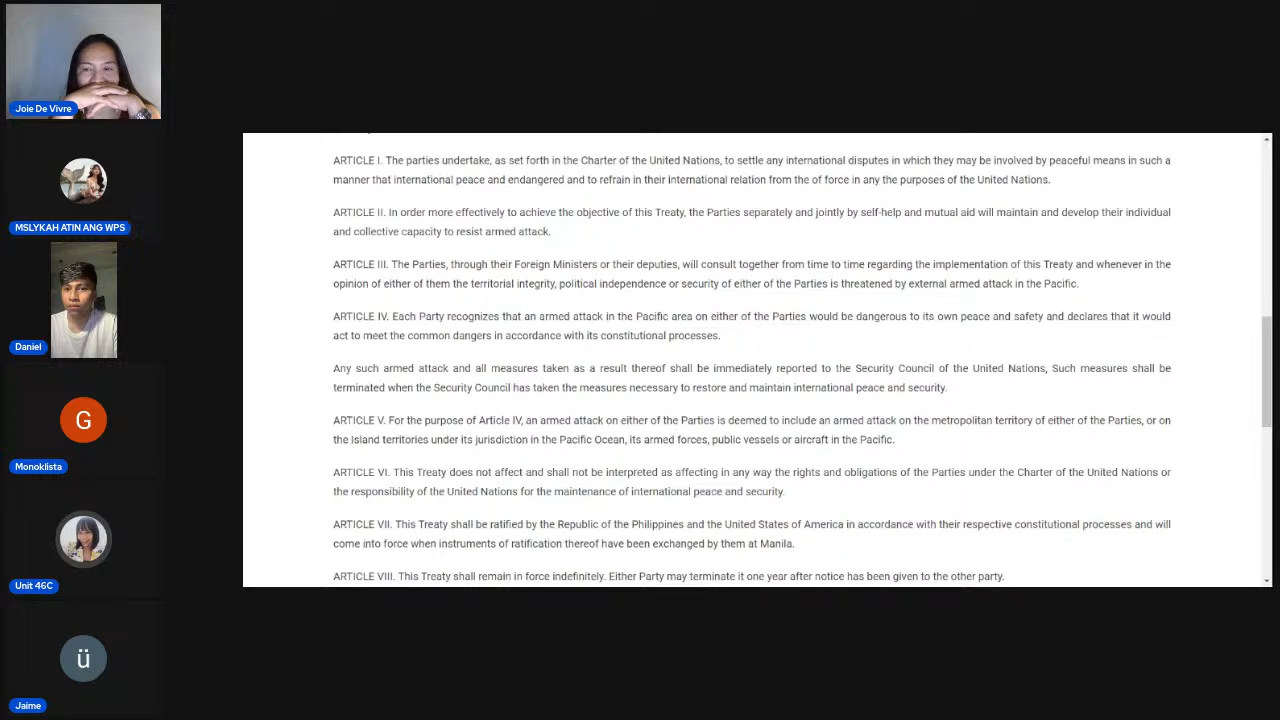 Joie De Vivre
MSLYKAH ATIN ANG WPS
Daniel
G
Monoklista
Unit 46C
ü
Jaime
ARTICLE I. The parties undertake, as set forth in the Charter of the United Nations, to settle any international disputes in which they may be involved by peaceful means in such a
manner that international peace and endangered and to refrain in their international relation from the of force in any the purposes of the United Nations.
ARTICLE II. In order more effectively to achieve the objective of this Treaty, the Parties separately and jointly by self-help and mutual aid will maintain and develop their individual
and collective capacity to resist armed attack.
ARTICLE III. The Parties, through their Foreign Ministers or their deputies, will consult together from time to time regarding the implementation of this Treaty and whenever in the
opinion of either of them the territorial integrity, political independence or security of either of the Parties is threatened by external armed attack in the Pacific.
ARTICLE IV. Each Party recognizes that an armed attack in the Pacific area on either of the Parties would be dangerous to its own peace and safety and declares that it would
act to meet the common dangers in accordance with its constitutional processes.
Any such armed attack and all measures taken as a result thereof shall be immediately reported to the Security Council of the United Nations, Such measures shall be
terminated when the Security Council has taken the measures necessary to restore and maintain international peace and security.
ARTICLE V. For the purpose of Article IV, an armed attack on either of the Parties is deemed to include an armed attack on the metropolitan territory of either of the Parties, or on
the Island territories under its jurisdiction in the Pacific Ocean, its armed forces, public vessels or aircraft in the Pacific.
ARTICLE VI. This Treaty does not affect and shall not be interpreted as affecting in any way the rights and obligations of the Parties under the Charter of the United Nations or
the responsibility of the United Nations for the maintenance of international peace and security.
ARTICLE VII. This Treaty shall be ratified by the Republic of the Philippines and the United States of America in accordance with their respective constitutional processes and will
come into force when instruments of ratification thereof have been exchanged by them at Manila.
ARTICLE VIII. This Treaty shall remain in force indefinitely. Either Party may terminate it one year after notice has been given to the other party.